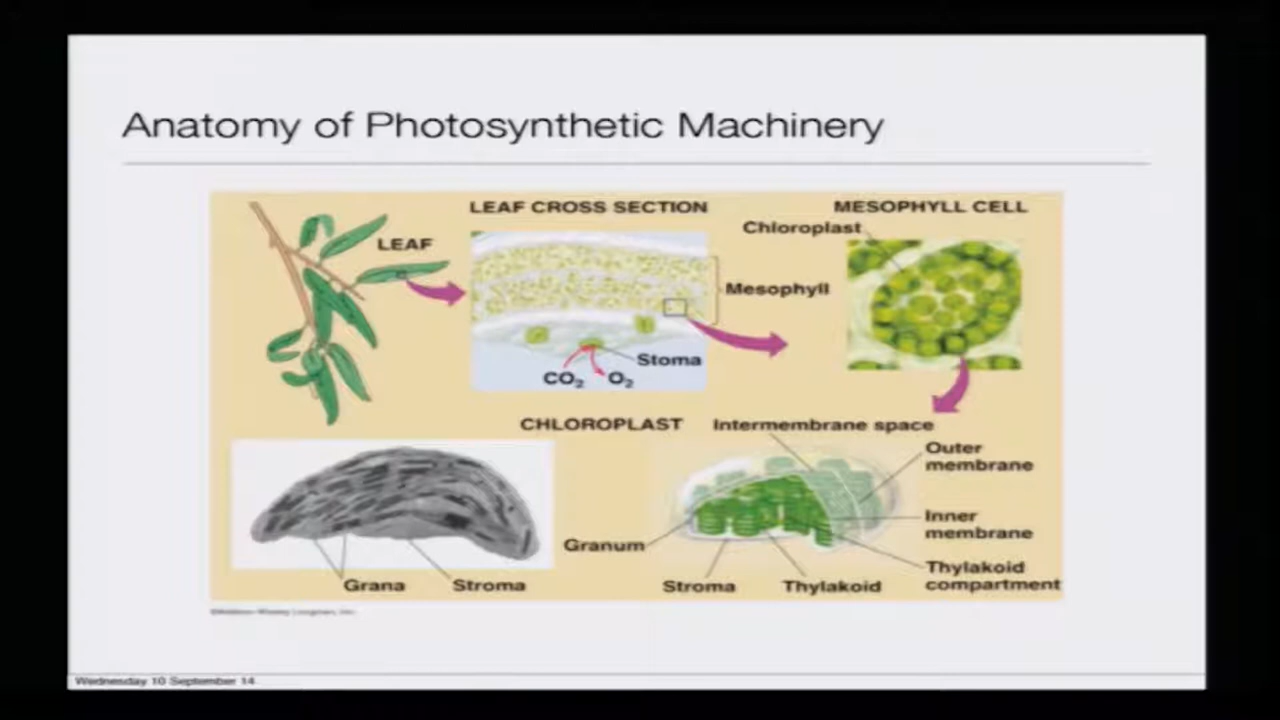 Anatomy of Photosynthetic Machinery
LEAF CROSS SECTION
MESOPHYLL CELL
Chloroplast
LEAF
Mesophyll
Stoma
CO₂
O₂
CHLOROPLAST
Intermembrane space
Outer
membrane
Inner
membrane
Granum
Thylakoid
compartment
Grana
Stroma
Stroma
Thylakoid
Wednesday 10 September 14